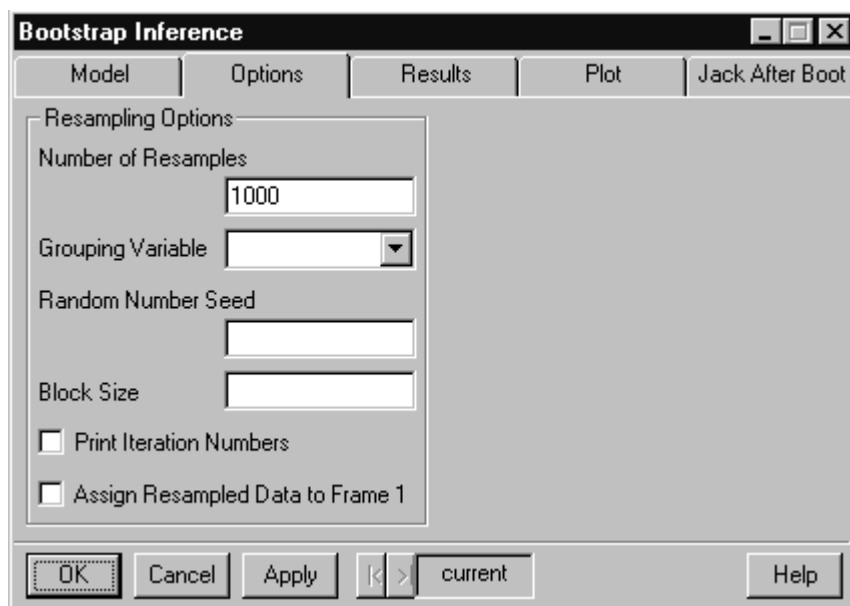 Bootstrap Inference
Model Options Results Plot Jack After Boot
Resampling Options
Number of Resamples
1000
Grouping Variable
Random Number Seed
Block Size
Print Iteration Numbers
Assign Resampled Data to Frame 1
OK Cancel Apply |< >| current Help